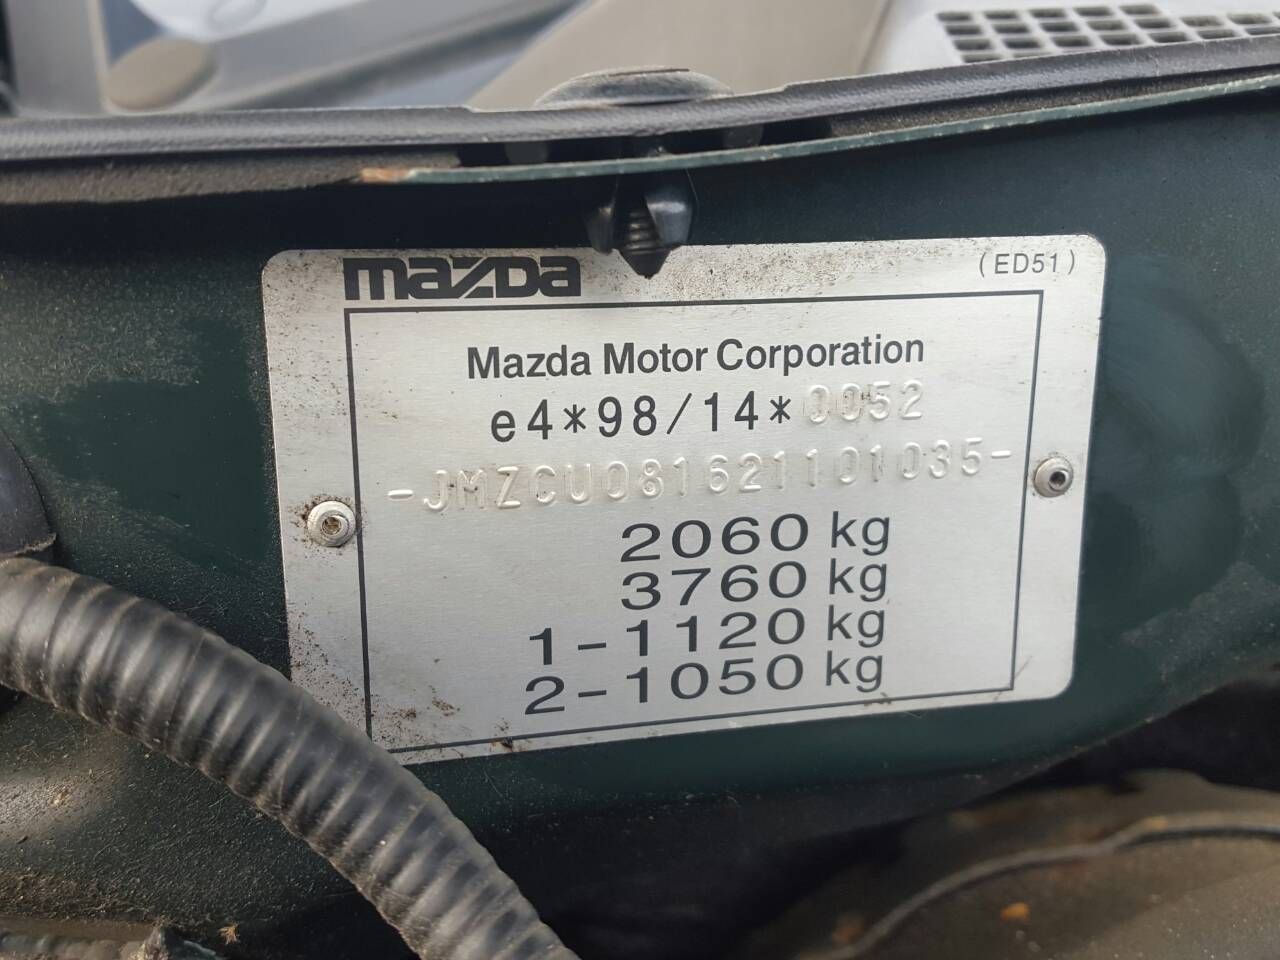 mazda
(ED51)
Mazda Motor Corporation
e4*98/14*0052
-JMZCU081621101035-
2060 kg
3760 kg
1-1120 kg
2-1050 kg